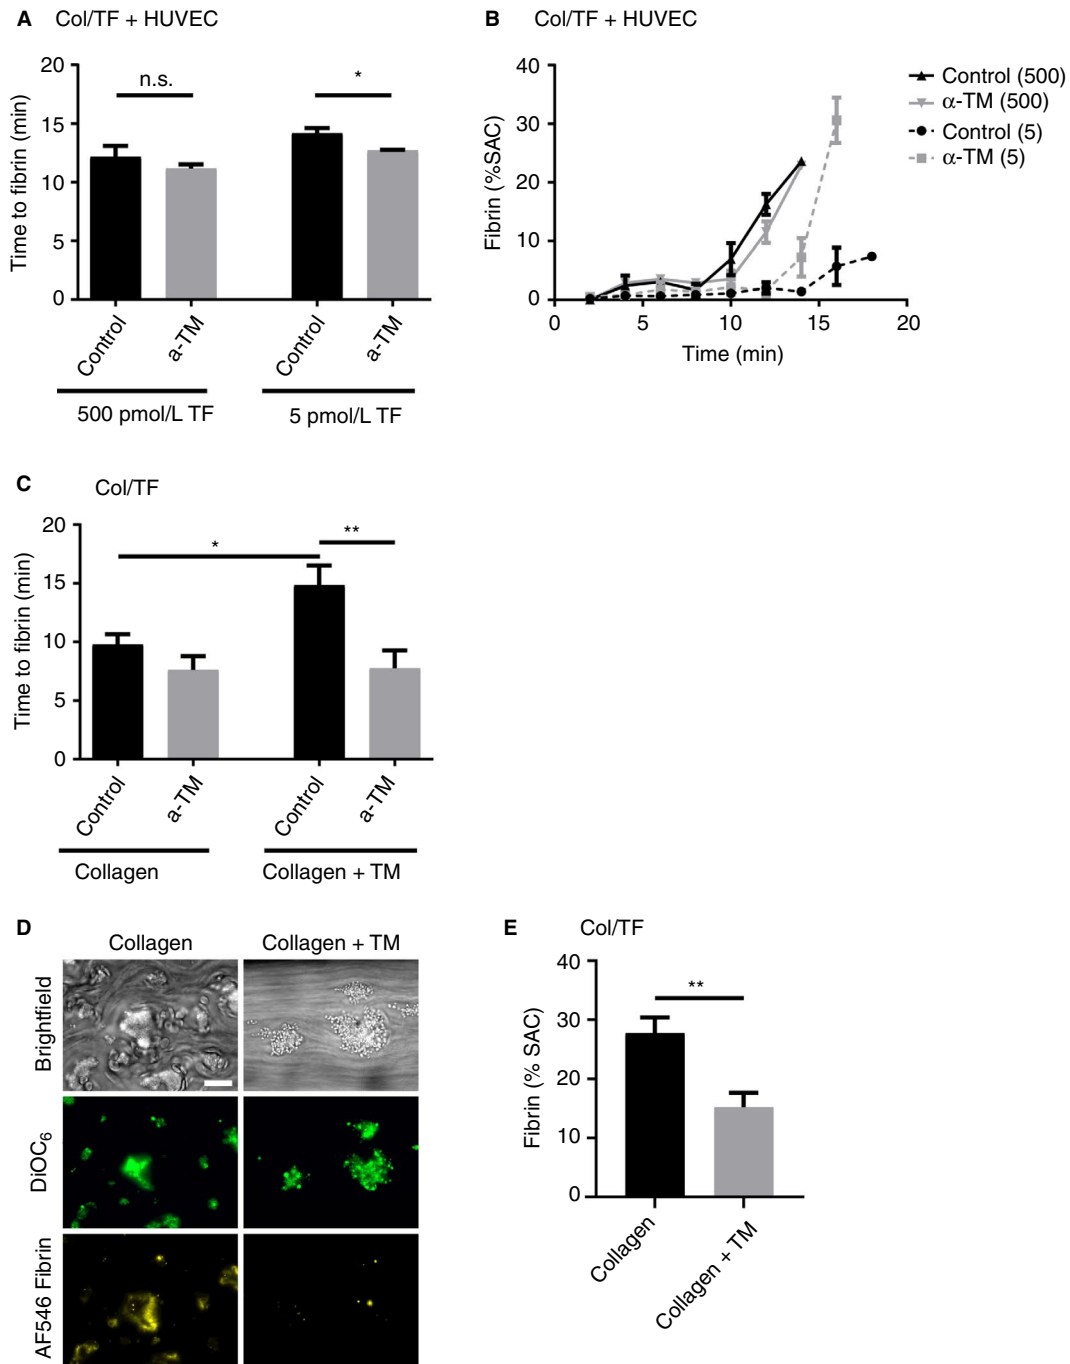 A Col/TF + HUVEC
Time to fibrin (min)
20
15
10
5
0
n.s.
*
Control
a-TM
Control
a-TM
500 pmol/L TF
5 pmol/L TF
B Col/TF + HUVEC
Fibrin (%SAC)
40
30
20
10
0
0 5 10 15 20
Time (min)
Control (500)
α-TM (500)
Control (5)
α-TM (5)
C Col/TF
Time to fibrin (min)
20
15
10
5
0
*
**
Control
a-TM
Control
a-TM
Collagen
Collagen + TM
D
Collagen
Collagen + TM
Brightfield
DiOC₆
AF546 Fibrin
E Col/TF
Fibrin (% SAC)
40
30
20
10
0
**
Collagen
Collagen + TM